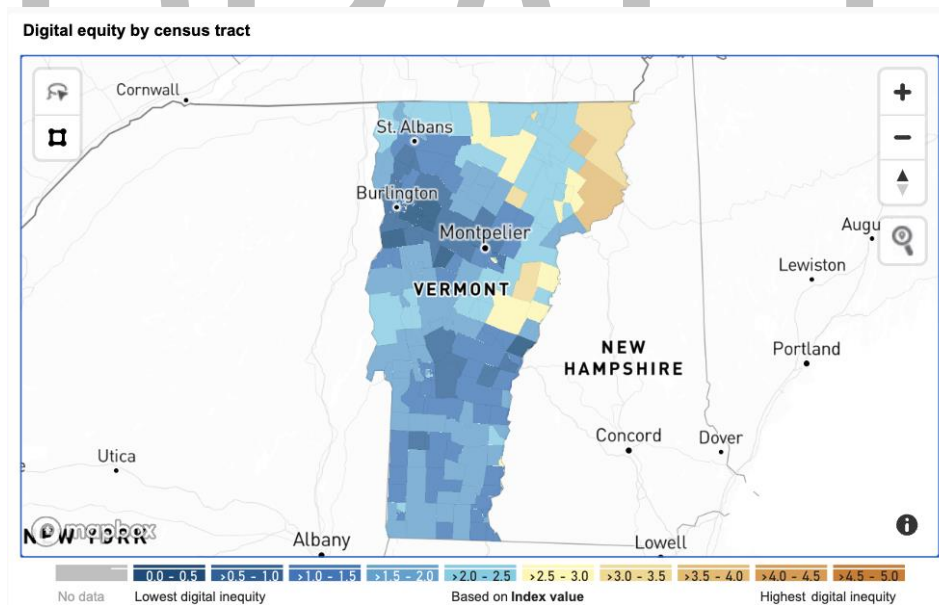 Digital equity by census tract
Cornwall
St. Albans
Burlington
Montpelier
Augu
Lewiston
VERMONT
NEW
HAMPSHIRE
Portland
Concord
Dover
Utica
mapbox
NEW YORK
Albany
Lowell
0.0 - 0.5
>0.5 - 1.0
>1.0 - 1.5
>1.5 - 2.0
>2.0 - 2.5
>2.5 - 3.0
>3.0 - 3.5
>3.5 - 4.0
>4.0 - 4.5
>4.5 - 5.0
No data
Lowest digital inequity
Based on Index value
Highest digital inequity